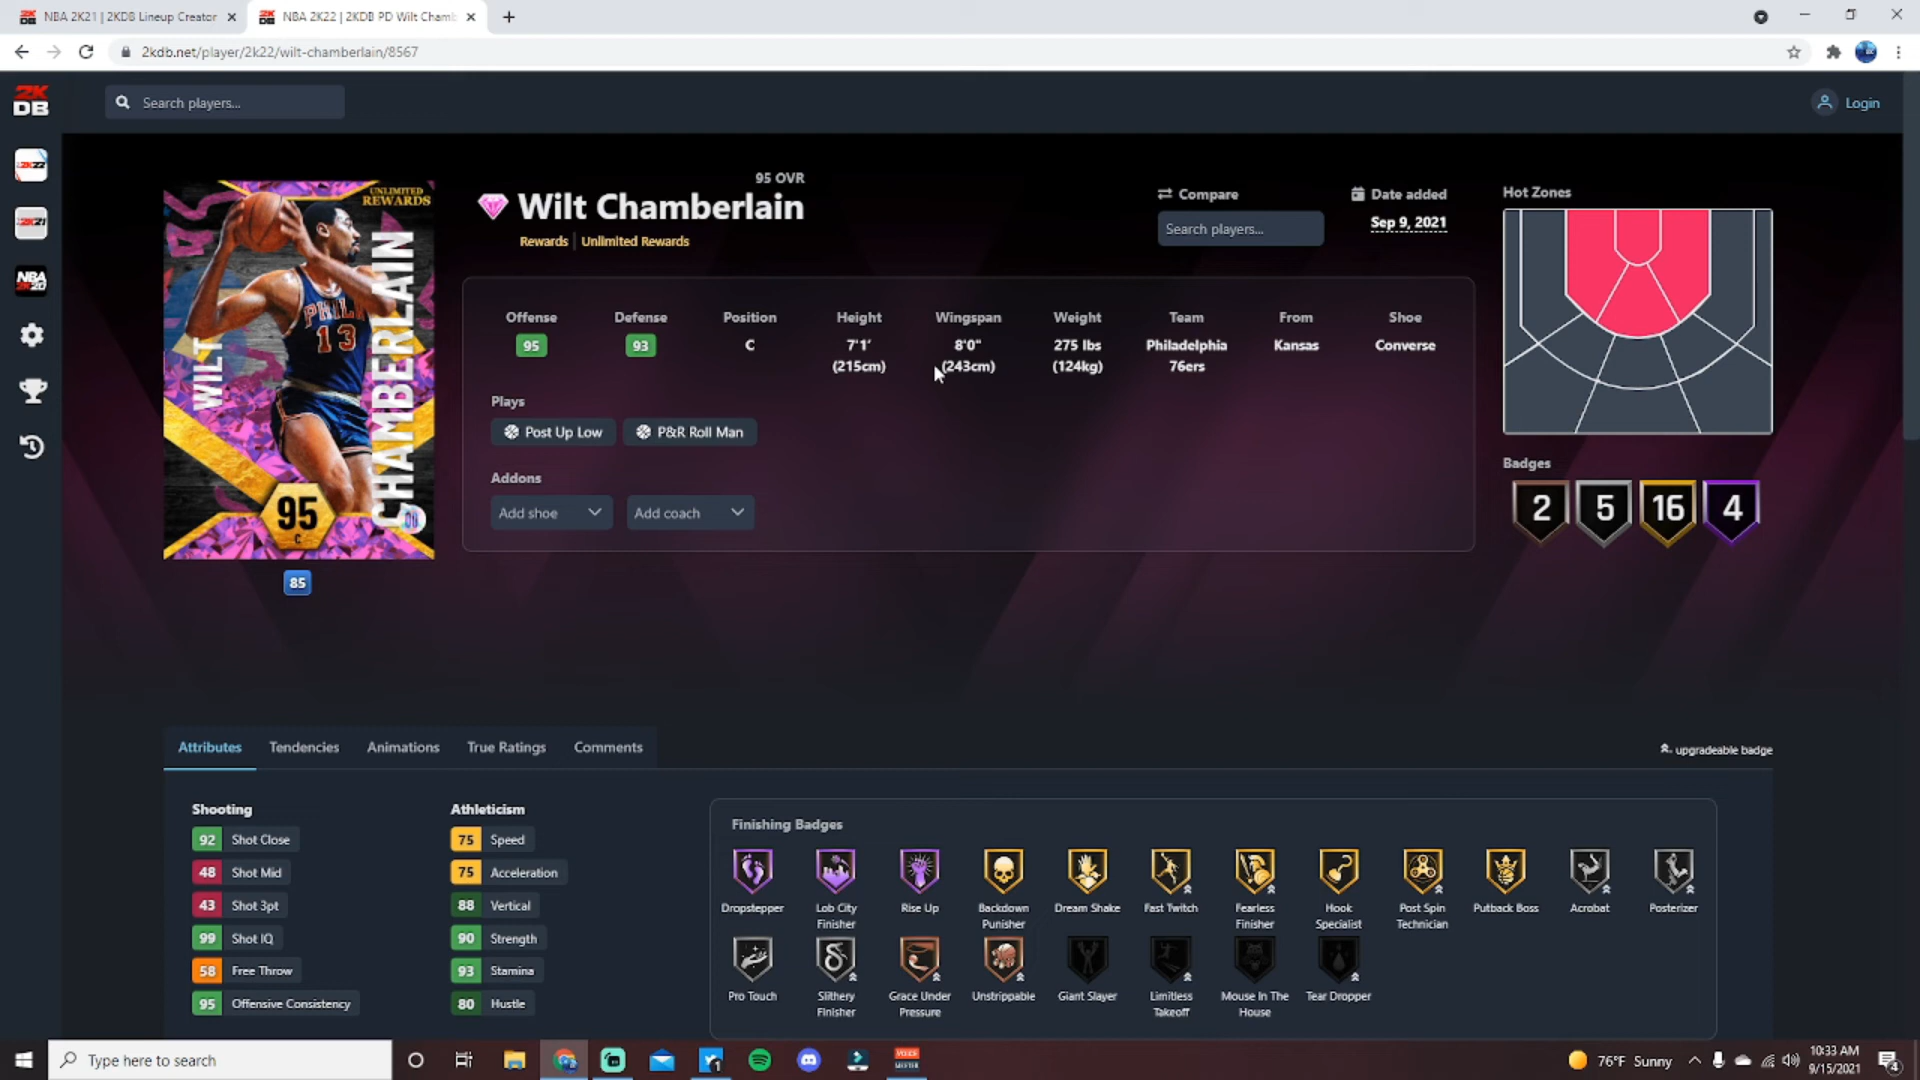 NBA 2K21 | 2KDB Lineup Creator
NBA 2K22 | 2KDB PD Wilt Chamb
2kdb.net/player/2k22/wilt-chamberlain/8567
2K
DB
Search players...
Login
2K22
2K21
NBA
2K20
UNLIMITED
REWARDS
WILT
CHAMBERLAIN
PHILA
13
95
C
85
95 OVR
Wilt Chamberlain
Rewards | Unlimited Rewards
Compare
Search players...
Date added
Sep 9, 2021
Hot Zones
Offense Defense Position Height Wingspan Weight Team From Shoe
95 93 C 7'1' 8'0" 275 lbs Philadelphia Kansas Converse
(215cm) (243cm) (124kg) 76ers
Plays
Post Up Low P&R Roll Man
Addons
Add shoe Add coach
Badges
2 5 16 4
Attributes Tendencies Animations True Ratings Comments
upgradeable badge
Shooting
92 Shot Close
48 Shot Mid
43 Shot 3pt
99 Shot IQ
58 Free Throw
95 Offensive Consistency
Athleticism
75 Speed
75 Acceleration
88 Vertical
90 Strength
93 Stamina
80 Hustle
Finishing Badges
Dropstepper Lob City Rise Up Backdown Dream Shake Fast Twitch Fearless Hook Post Spin Putback Boss Acrobat Posterizer
Finisher Punisher Finisher Specialist Technician
Pro Touch Slithery Grace Under Unstrippable Giant Slayer Limitless Mouse In The Tear Dropper
Finisher Pressure Takeoff House
Type here to search
76°F Sunny
10:33 AM
9/15/2021
4